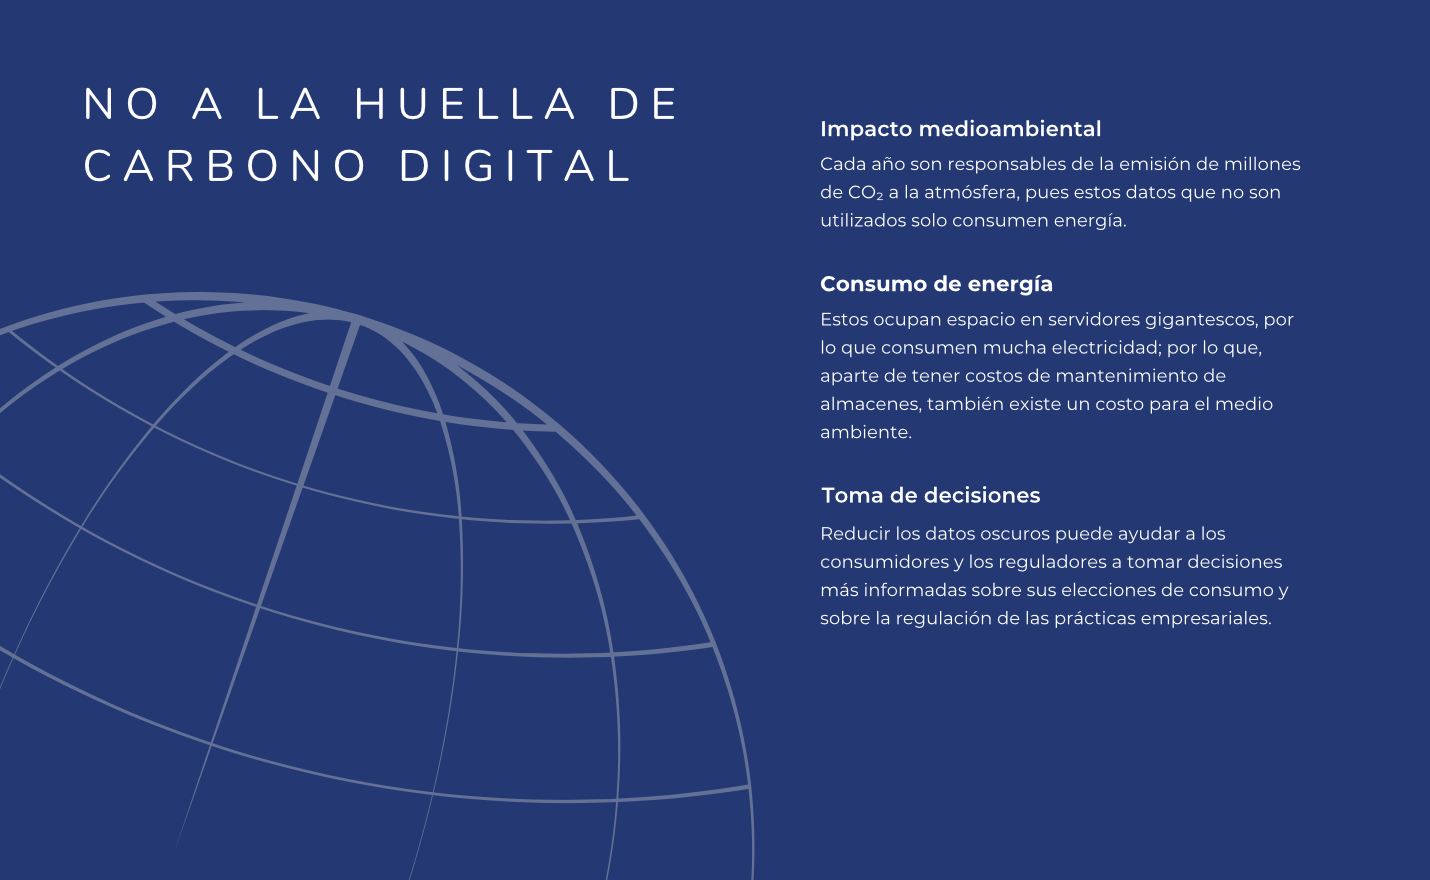 NO A LA HUELLA DE
CARBONO DIGITAL
Impacto medioambiental
Cada año son responsables de la emisión de millones
de CO₂ a la atmósfera, pues estos datos que no son
utilizados solo consumen energía.
Consumo de energía
Estos ocupan espacio en servidores gigantescos, por
lo que consumen mucha electricidad; por lo que,
aparte de tener costos de mantenimiento de
almacenes, también existe un costo para el medio
ambiente.
Toma de decisiones
Reducir los datos oscuros puede ayudar a los
consumidores y los reguladores a tomar decisiones
más informadas sobre sus elecciones de consumo y
sobre la regulación de las prácticas empresariales.